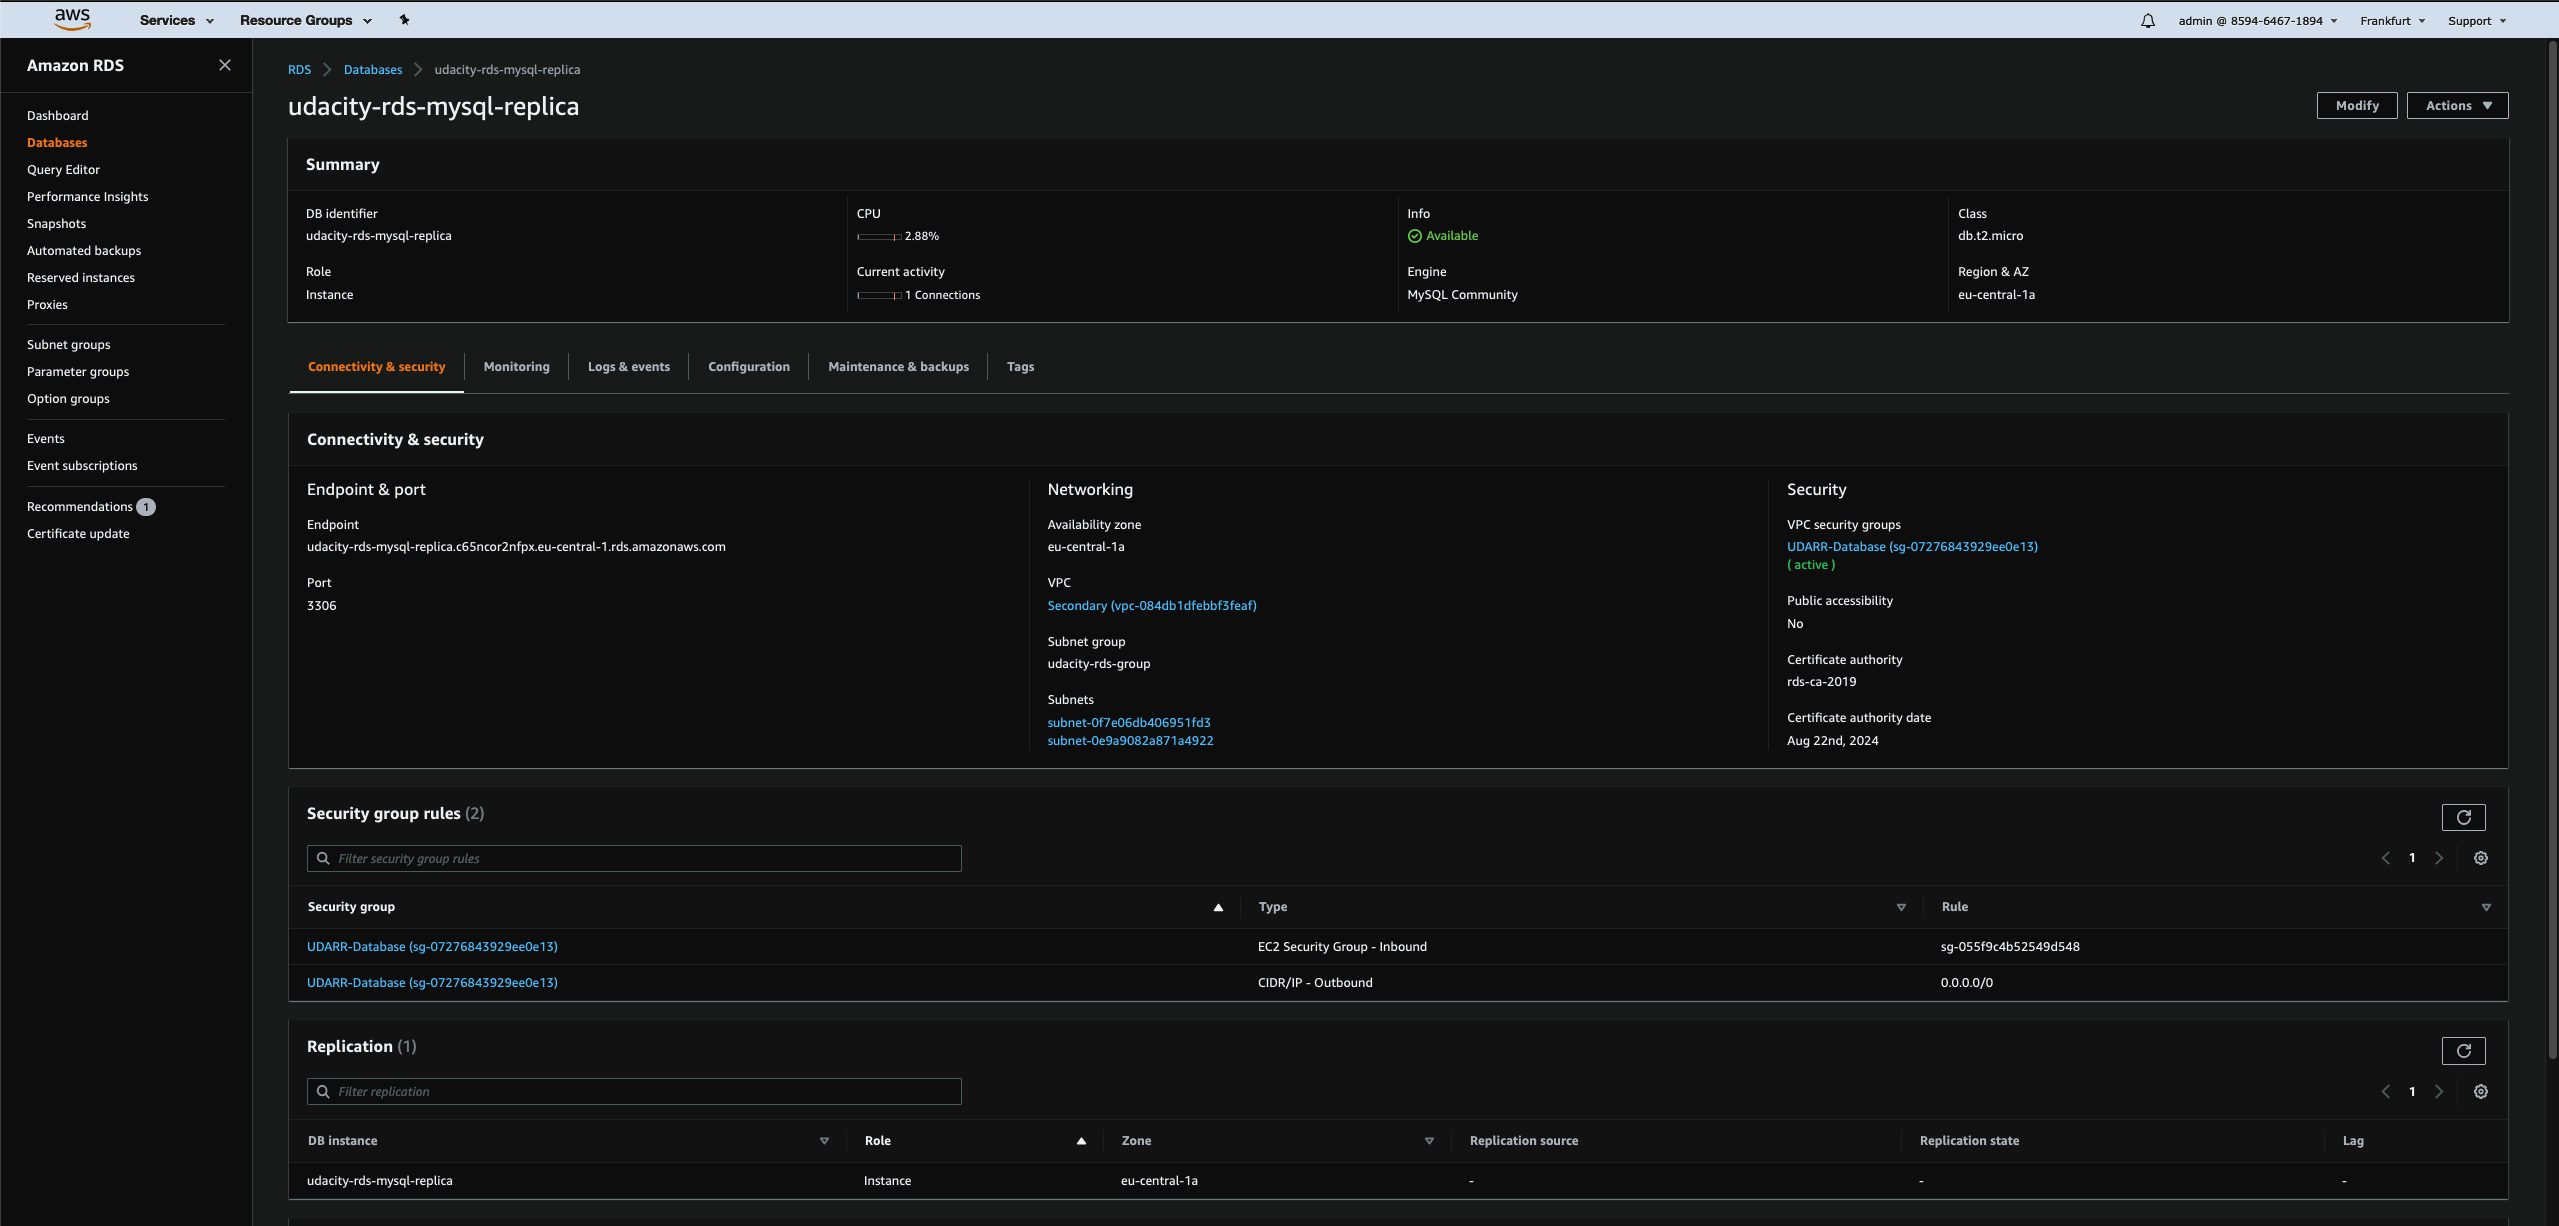 aws Services Resource Groups admin @ 8594-6467-1894 Frankfurt Support
Amazon RDS
Dashboard
Databases
Query Editor
Performance Insights
Snapshots
Automated backups
Reserved instances
Proxies
Subnet groups
Parameter groups
Option groups
Events
Event subscriptions
Recommendations 1
Certificate update
RDS Databases udacity-rds-mysql-replica
udacity-rds-mysql-replica
Modify Actions
Summary
DB identifier CPU Info Class
udacity-rds-mysql-replica 2.88% Available db.t2.micro
Role Current activity Engine Region & AZ
Instance 1 Connections MySQL Community eu-central-1a
Connectivity & security Monitoring Logs & events Configuration Maintenance & backups Tags
Connectivity & security
Endpoint & port
Endpoint
udacity-rds-mysql-replica.c65ncor2nfpx.eu-central-1.rds.amazonaws.com
Port
3306
Networking
Availability zone
eu-central-1a
VPC
Secondary (vpc-084db1dfebbf3feaf)
Subnet group
udacity-rds-group
Subnets
subnet-0f7e06db406951fd3
subnet-0e9a9082a871a4922
Security
VPC security groups
UDARR-Database (sg-07276843929ee0e13)
( active )
Public accessibility
No
Certificate authority
rds-ca-2019
Certificate authority date
Aug 22nd, 2024
Security group rules (2)
Filter security group rules
1
Security group Type Rule
UDARR-Database (sg-07276843929ee0e13) EC2 Security Group - Inbound sg-055f9c4b52549d548
UDARR-Database (sg-07276843929ee0e13) CIDR/IP - Outbound 0.0.0.0/0
Replication (1)
Filter replication
1
DB instance Role Zone Replication source Replication state Lag
udacity-rds-mysql-replica Instance eu-central-1a - - -